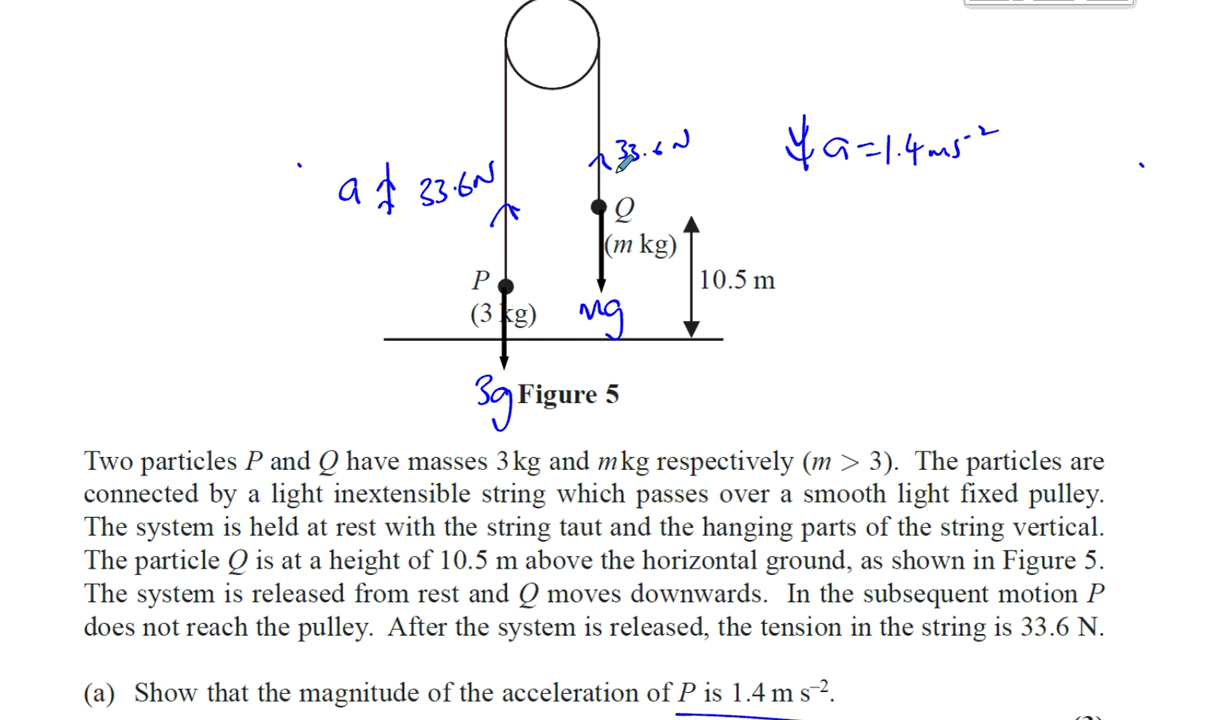 33.6 N
a = 1.4 ms⁻²
a 33.6N
Q
(m kg)
P
10.5 m
(3 kg)
mg
3g
Figure 5
Two particles P and Q have masses 3 kg and m kg respectively (m > 3). The particles are
connected by a light inextensible string which passes over a smooth light fixed pulley.
The system is held at rest with the string taut and the hanging parts of the string vertical.
The particle Q is at a height of 10.5 m above the horizontal ground, as shown in Figure 5.
The system is released from rest and Q moves downwards. In the subsequent motion P
does not reach the pulley. After the system is released, the tension in the string is 33.6 N.
(a) Show that the magnitude of the acceleration of P is 1.4 m s⁻².